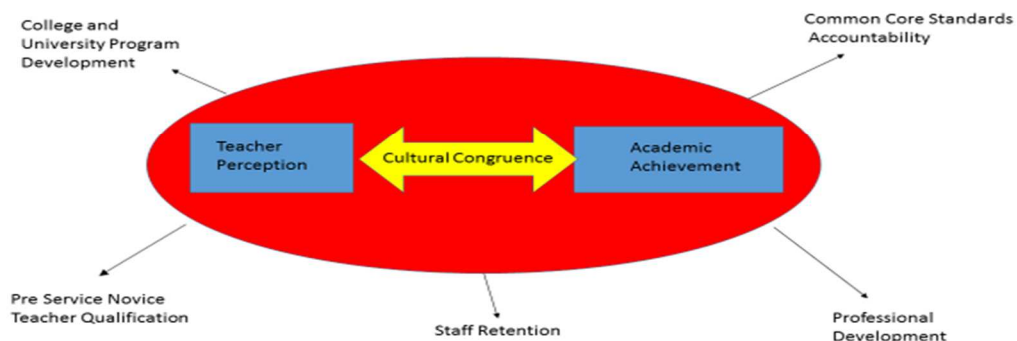 College and
University Program
Development
Common Core Standards
Accountability
Teacher
Perception
Cultural Congruence
Academic
Achievement
Pre Service Novice
Teacher Qualification
Staff Retention
Professional
Development